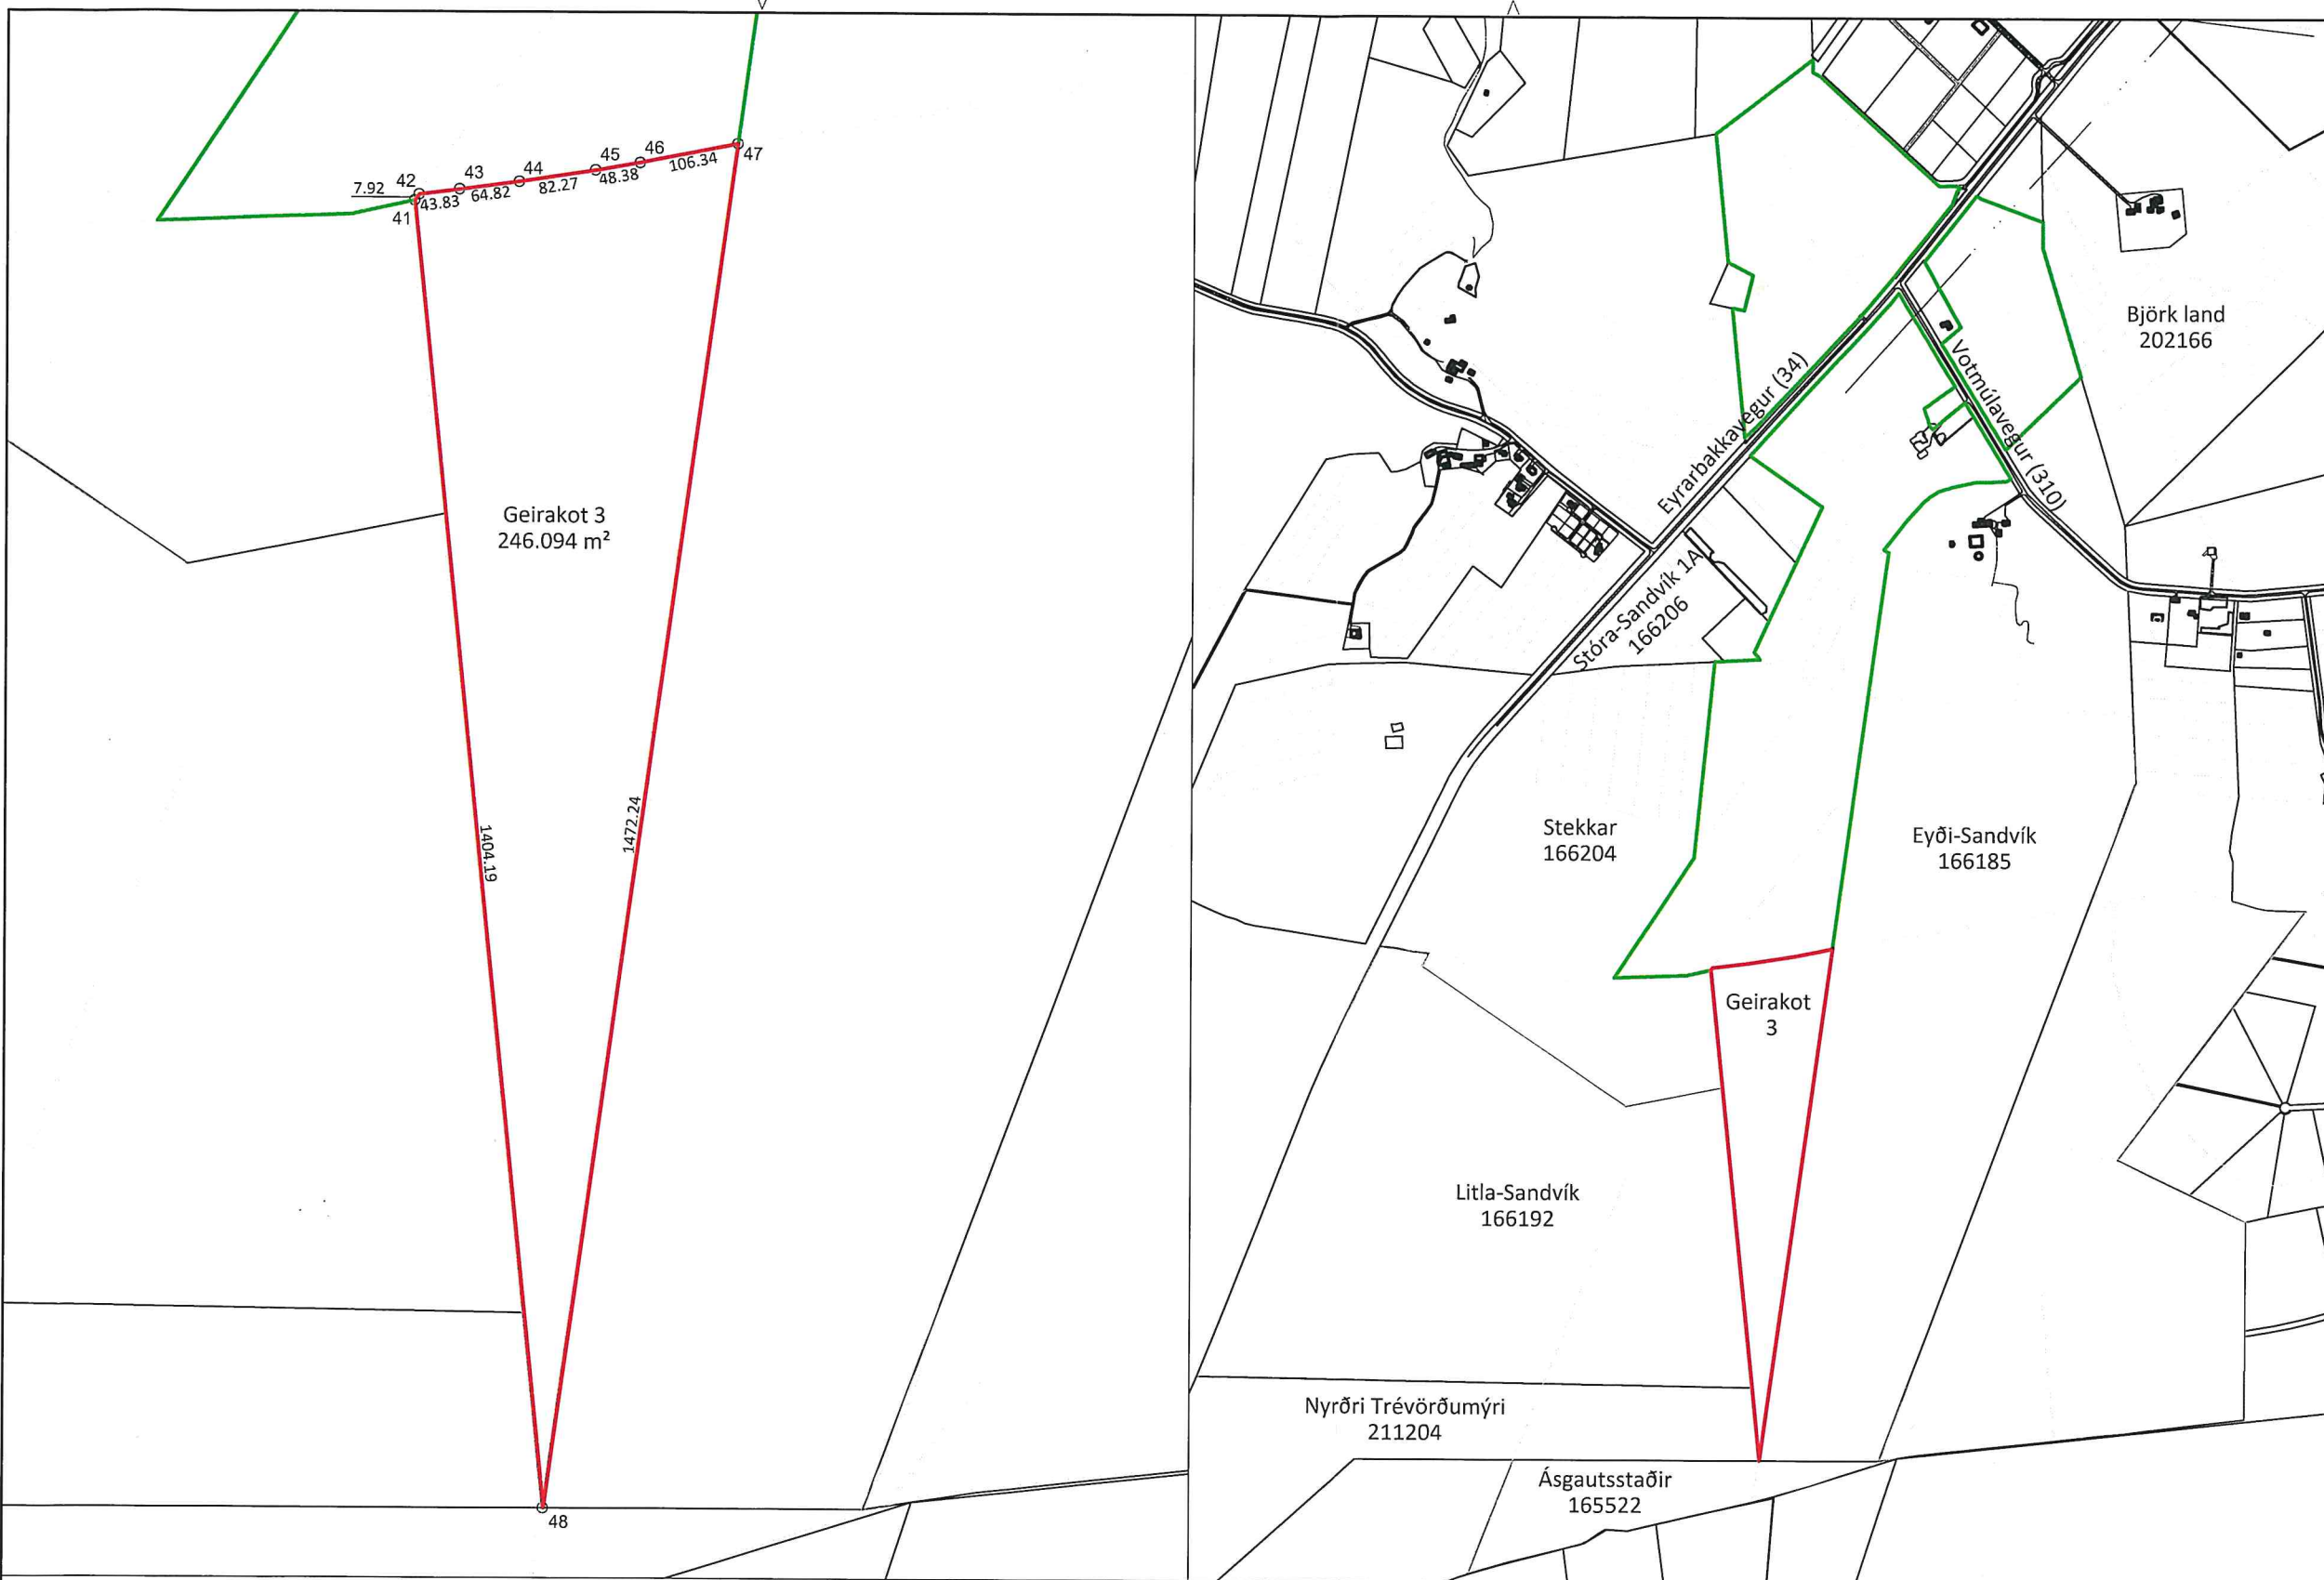 46
45
47
44
106.34
43
48.38
42
82.27
7.92
64.82
43.83
41
Geirakot 3
246.094 m²
1472.24
1404.19
48
Björk land
202166
Votmúlavegur (310)
Eyrarbakkavegur (34)
Stóra-Sandvík 1A
166206
Stekkar
166204
Eyði-Sandvík
166185
Geirakot
3
Litla-Sandvík
166192
Nyrðri Trévörðumýri
211204
Ásgautsstaðir
165522